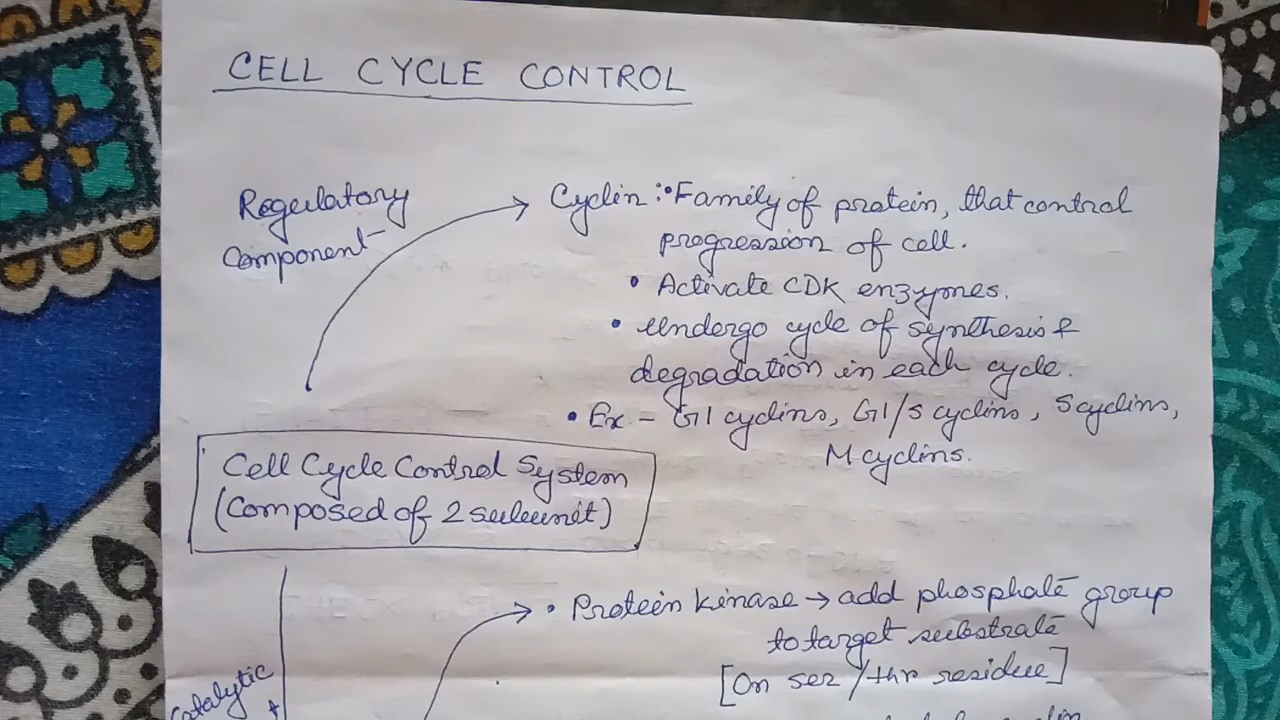 CELL CYCLE CONTROL
Regulatory
Component
Cyclin :• Family of protein, that control
progression of cell.
• Activate CDK enzymes.
• Undergo cycle of synthesis &
degradation in each cycle.
• Ex - G1 cyclins, G1/S cyclins, S cyclins,
M cyclins.
Cell Cycle Control System
(Composed of 2 subunit)
• Protein kinase → add phosphate group
to target substrate
[On ser/thr residue]
Catalytic